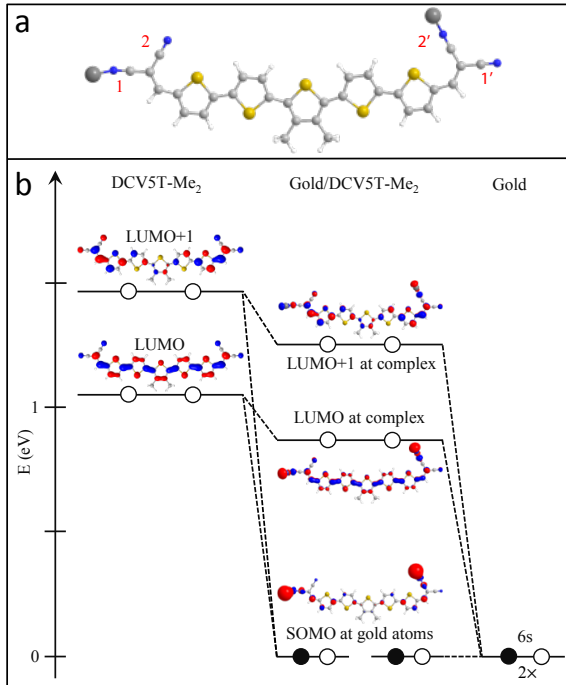 a
2
1
2'
1'
b
DCV5T-Me₂
Gold/DCV5T-Me₂
Gold
LUMO+1
LUMO
LUMO+1 at complex
LUMO at complex
SOMO at gold atoms
6s
2×
E (eV)
1
0